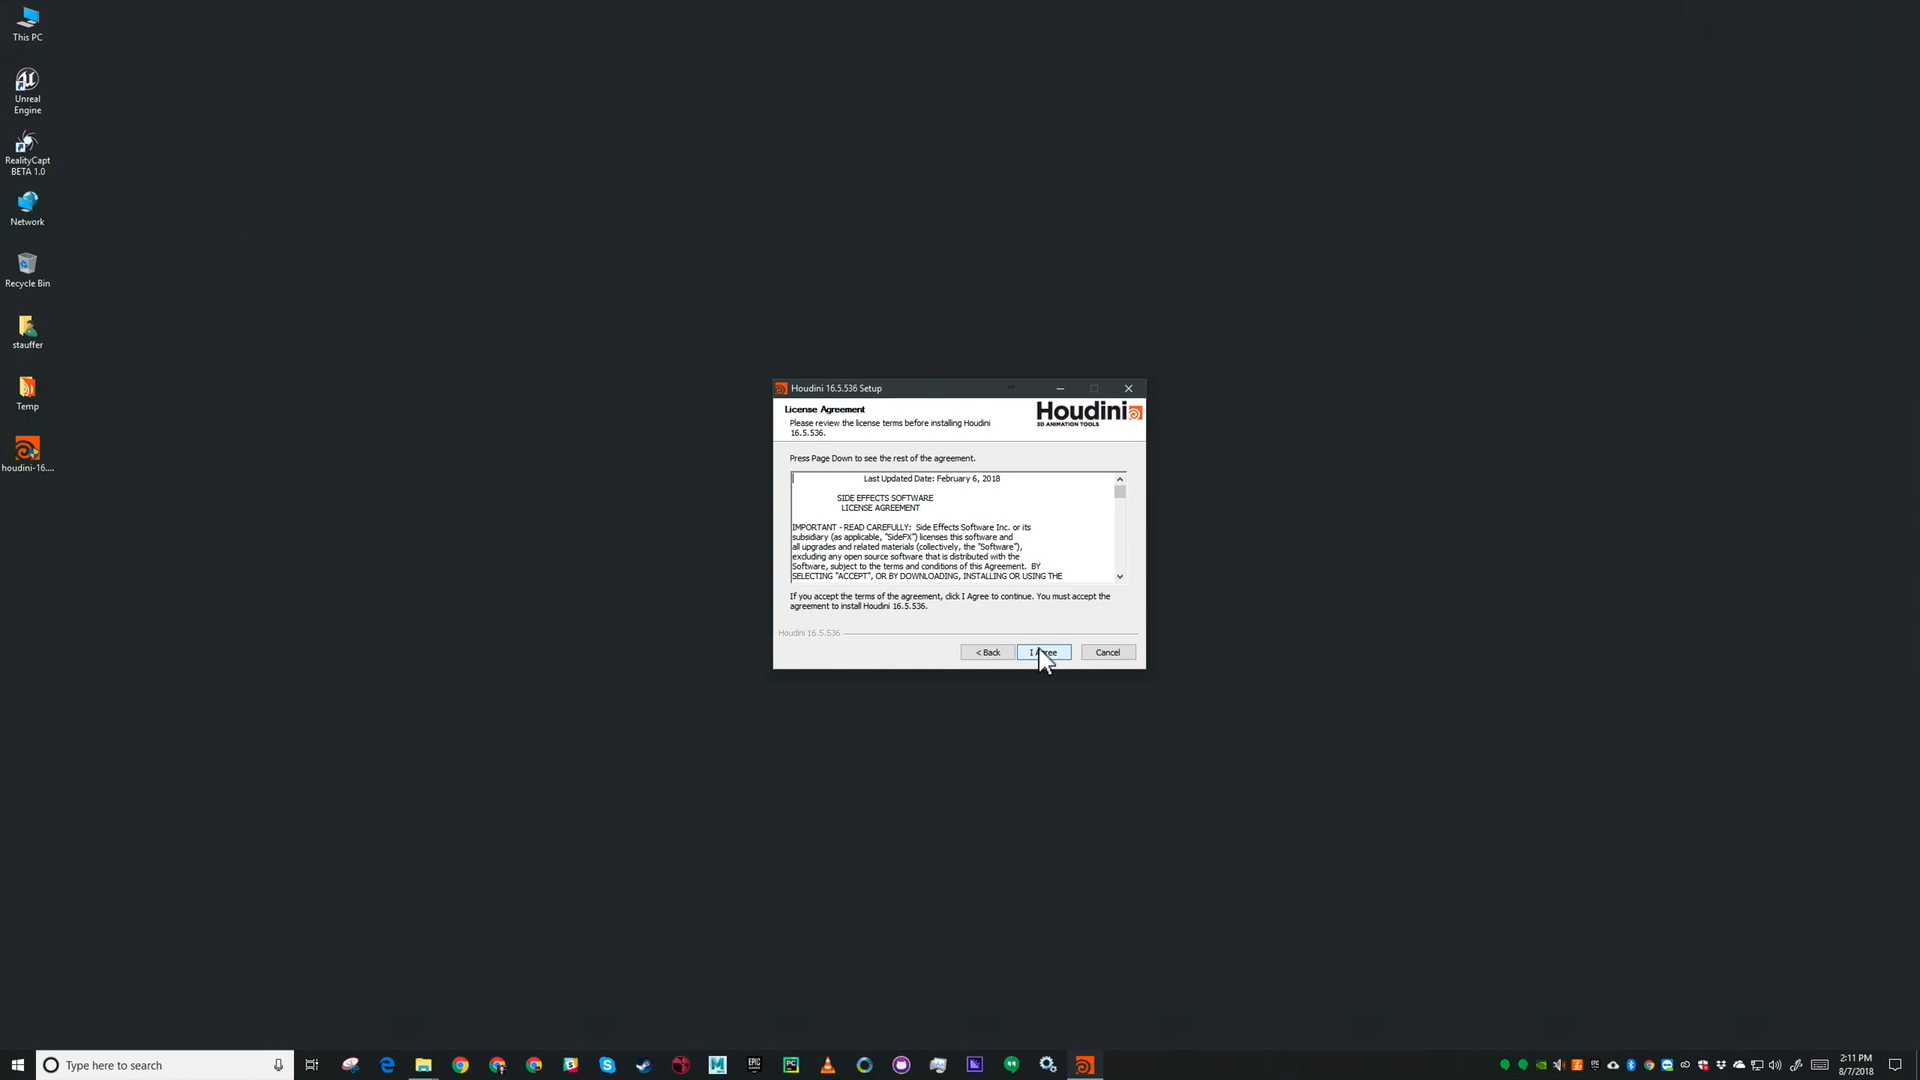 This PC
Unreal
Engine
RealityCapt
BETA 1.0
Network
Recycle Bin
stauffer
Temp
houdini-16....
Houdini 16.5.536 Setup
License Agreement
Please review the license terms before installing Houdini
16.5.536.
Houdini
3D ANIMATION TOOLS
Press Page Down to see the rest of the agreement.
Last Updated Date: February 6, 2018
SIDE EFFECTS SOFTWARE
LICENSE AGREEMENT
IMPORTANT - READ CAREFULLY: Side Effects Software Inc. or its
subsidiary (as applicable, "SideFX") licenses this software and
all upgrades and related materials (collectively, the "Software"),
excluding any open source software that is distributed with the
Software, subject to the terms and conditions of this Agreement. BY
SELECTING "ACCEPT", OR BY DOWNLOADING, INSTALLING OR USING THE
If you accept the terms of the agreement, click I Agree to continue. You must accept the
agreement to install Houdini 16.5.536.
Houdini 16.5.536
< Back
I Agree
Cancel
Type here to search
EPIC
PC
2:11 PM
8/7/2018